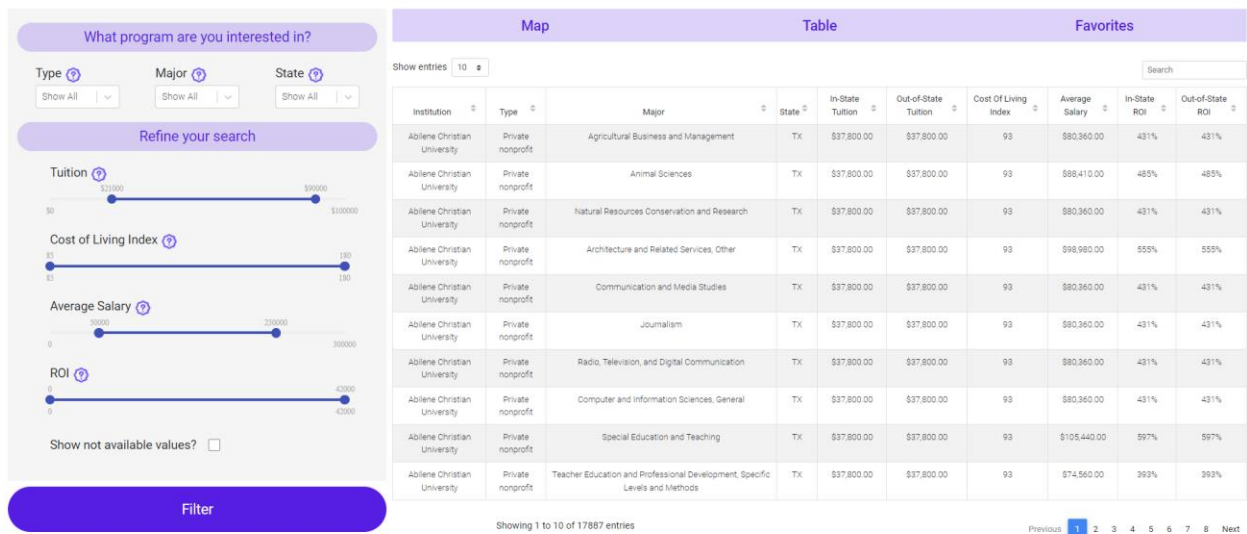 What program are you interested in?
Type Major State
Show All Show All Show All
Refine your search
Tuition
$21000 $90000
$0 $100000
Cost of Living Index
85 180
85 180
Average Salary
50000 230000
0 300000
ROI
0 42000
0 42000
Show not available values?
Filter
Map Table Favorites
Show entries 10
Search
Institution Type Major State In-State Tuition Out-of-State Tuition Cost Of Living Index Average Salary In-State ROI Out-of-State ROI
Abilene Christian University Private nonprofit Agricultural Business and Management TX $37,800.00 $37,800.00 93 $80,360.00 431% 431%
Abilene Christian University Private nonprofit Animal Sciences TX $37,800.00 $37,800.00 93 $88,410.00 485% 485%
Abilene Christian University Private nonprofit Natural Resources Conservation and Research TX $37,800.00 $37,800.00 93 $80,360.00 431% 431%
Abilene Christian University Private nonprofit Architecture and Related Services, Other TX $37,800.00 $37,800.00 93 $98,980.00 555% 555%
Abilene Christian University Private nonprofit Communication and Media Studies TX $37,800.00 $37,800.00 93 $80,360.00 431% 431%
Abilene Christian University Private nonprofit Journalism TX $37,800.00 $37,800.00 93 $80,360.00 431% 431%
Abilene Christian University Private nonprofit Radio, Television, and Digital Communication TX $37,800.00 $37,800.00 93 $80,360.00 431% 431%
Abilene Christian University Private nonprofit Computer and Information Sciences, General TX $37,800.00 $37,800.00 93 $80,360.00 431% 431%
Abilene Christian University Private nonprofit Special Education and Teaching TX $37,800.00 $37,800.00 93 $105,440.00 597% 597%
Abilene Christian University Private nonprofit Teacher Education and Professional Development, Specific Levels and Methods TX $37,800.00 $37,800.00 93 $74,560.00 393% 393%
Showing 1 to 10 of 17887 entries
Previous 1 2 3 4 5 6 7 8 Next